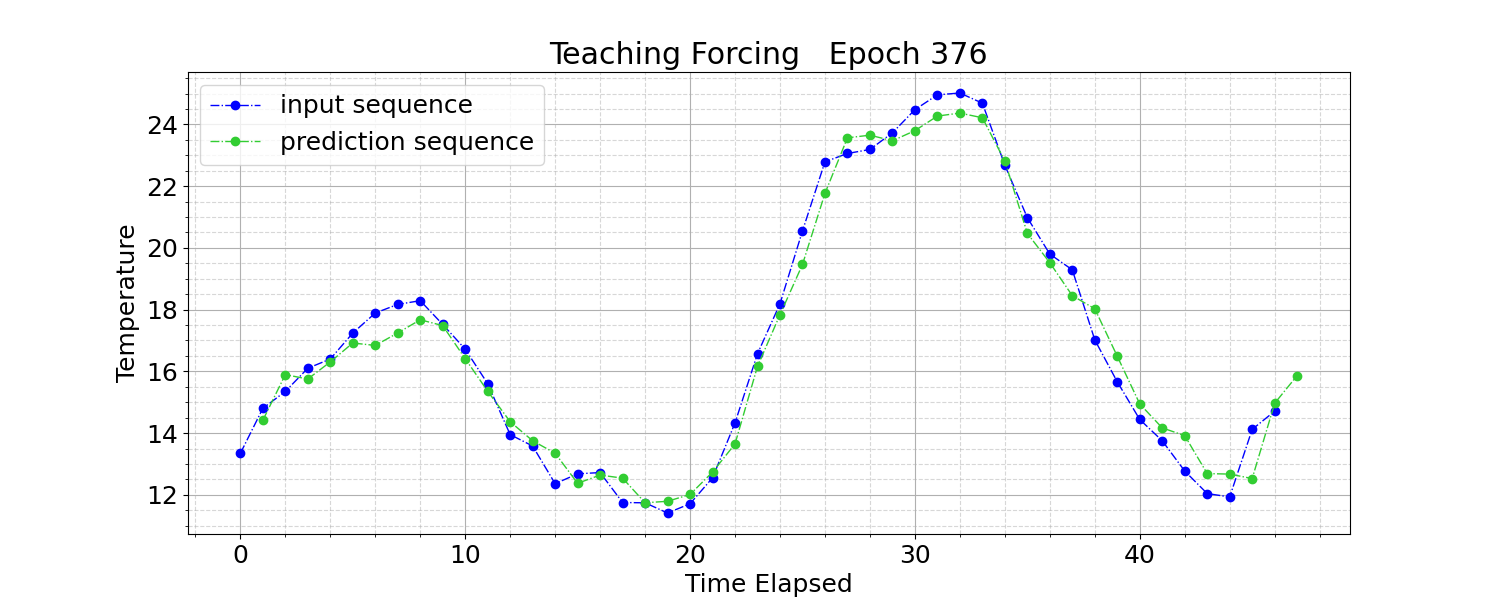 Teaching Forcing   Epoch 376
input sequence
prediction sequence
Temperature
24
22
20
18
16
14
12
0 10 20 30 40
Time Elapsed